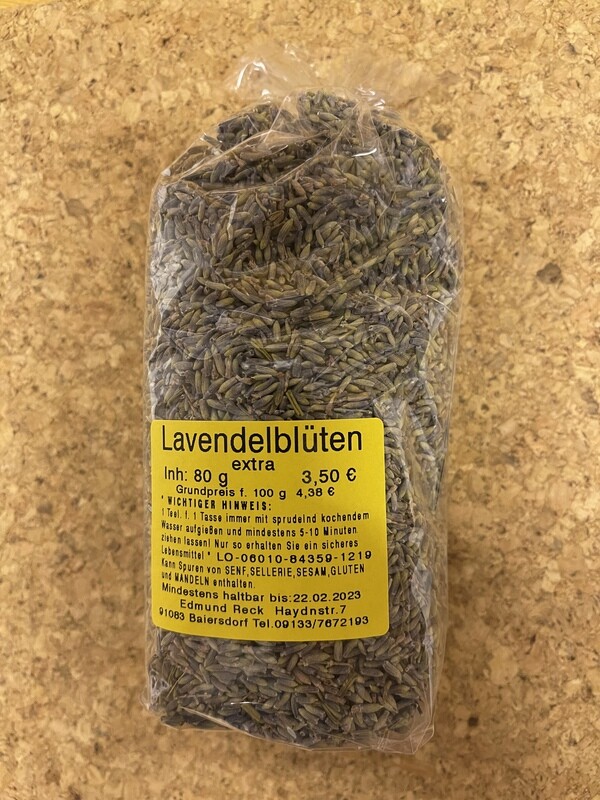 Lavendelblüten
extra
Inh: 80 g 3,50 €
Grundpreis f. 100 g 4,38 €
* WICHTIGER HINWEIS:
1 Teel. f. 1 Tasse immer mit sprudelnd kochendem
Wasser aufgießen und mindestens 5-10 Minuten
ziehen lassen! Nur so erhalten Sie ein sicheres
Lebensmittel * LO-06010-84359-1219
Kann Spuren von SENF,SELLERIE,SESAM,GLUTEN
und MANDELN enthalten.
Mindestens haltbar bis:22.02.2023
Edmund Reck Haydnstr.7
91083 Baiersdorf Tel.09133/7672193